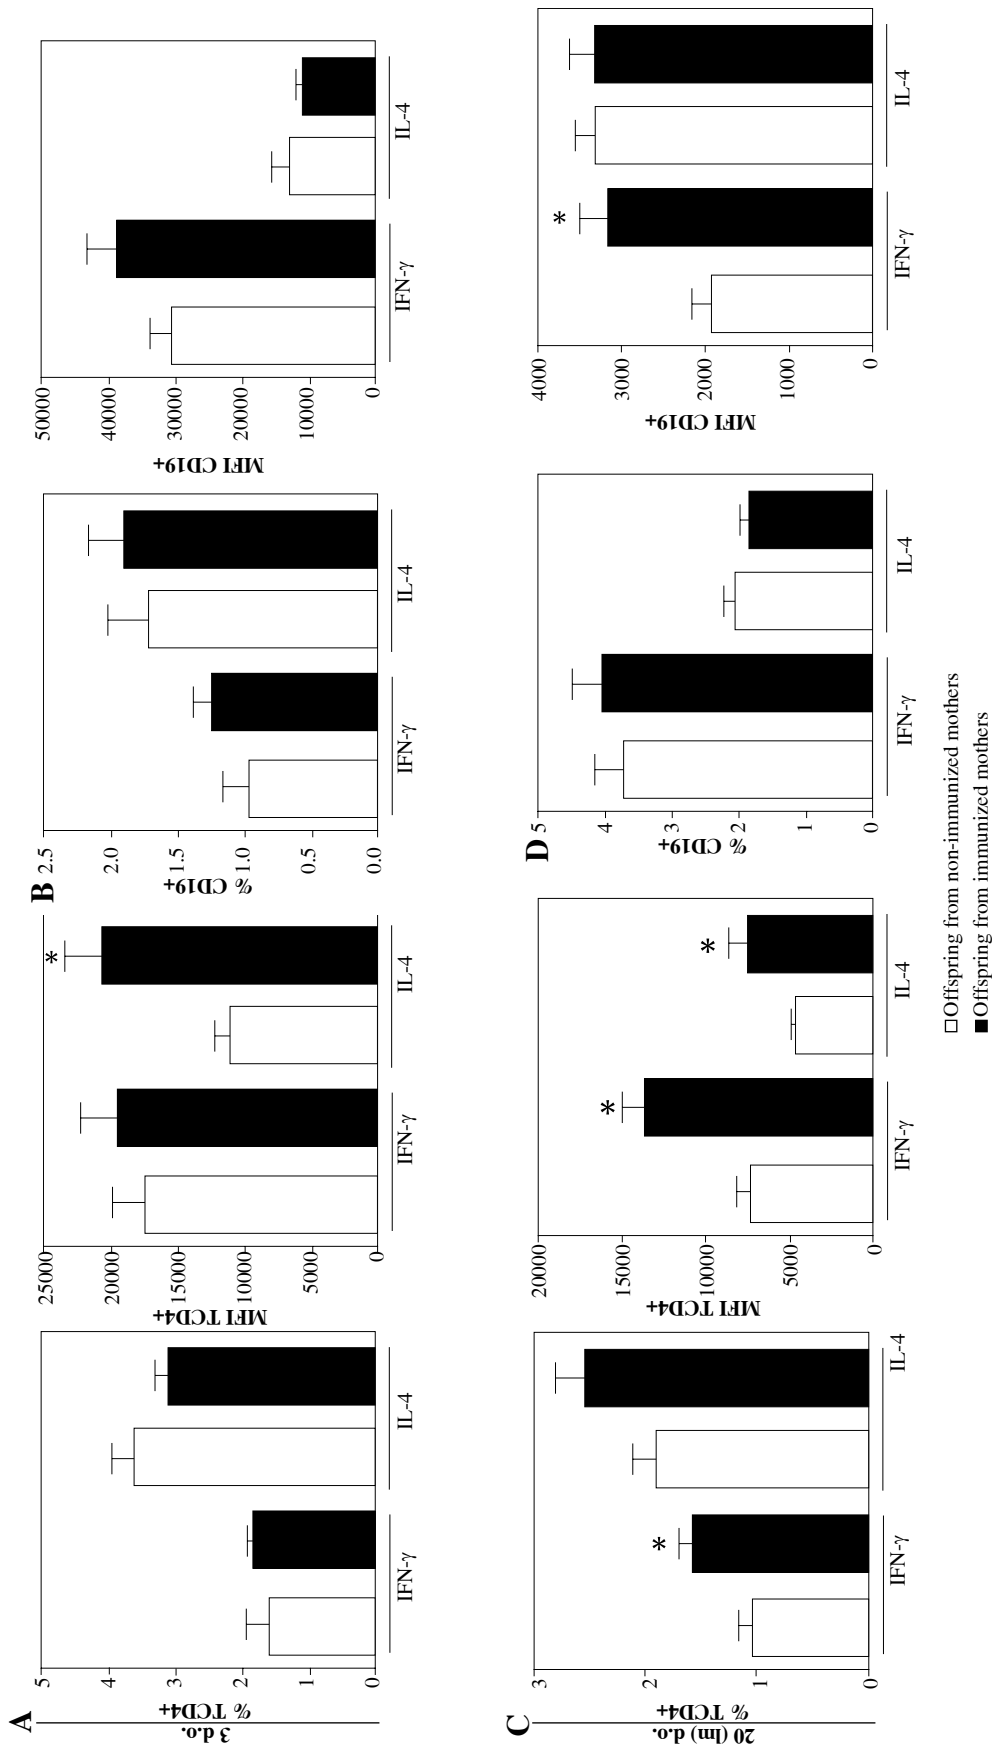 A
3 d.o.
% TCD4+
5
4
3
2
1
0
IFN-γ
IL-4
MFI TCD4+
25000
20000
15000
10000
5000
0
*
IFN-γ
IL-4
B
% CD19+
2.5
2.0
1.5
1.0
0.5
0.0
IFN-γ
IL-4
MFI CD19+
50000
40000
30000
20000
10000
0
IFN-γ
IL-4
C
20 (lm) d.o.
% TCD4+
3
2
1
0
*
IFN-γ
IL-4
MFI TCD4+
20000
15000
10000
5000
0
*
*
IFN-γ
IL-4
D
% CD19+
5
4
3
2
1
0
IFN-γ
IL-4
MFI CD19+
4000
3000
2000
1000
0
*
IFN-γ
IL-4
Offspring from non-immunized mothers
Offspring from immunized mothers